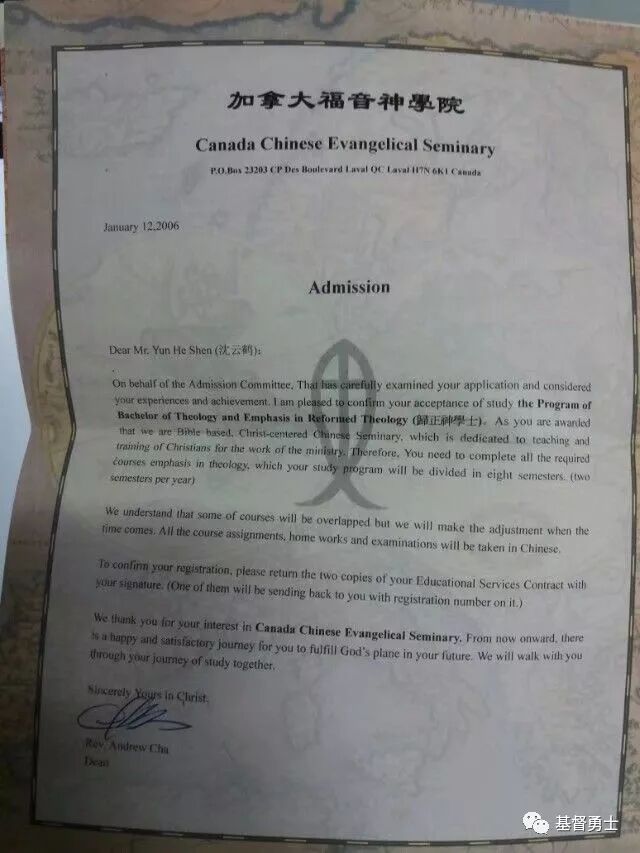 加拿大福音神學院
Canada Chinese Evangelical Seminary
P.O.Box 23203 CP Des Boulevard Laval QC Laval H7N 6K1 Canada
January 12,2006
Admission
Dear Mr. Yun He Shen (沈云鹤):
On behalf of the Admission Committee, That has carefully examined your application and considered
your experiences and achievement. I am pleased to confirm your acceptance of study the Program of
Bachelor of Theology and Emphasis in Reformed Theology (歸正神學士)。 As you are awarded
that we are Bible based, Christ-centered Chinese Seminary, which is dedicated to teaching and
training of Christians for the work of the ministry. Therefore, You need to complete all the required
courses emphasis in theology, which your study program will be divided in eight semesters. (two
semesters per year)
We understand that some of courses will be overlapped but we will make the adjustment when the
time comes. All the course assignments, home works and examinations will be taken in Chinese.
To confirm your registration, please return the two copies of your Educational Services Contract with
your signature. (One of them will be sending back to you with registration number on it.)
We thank you for your interest in Canada Chinese Evangelical Seminary. From now onward, there
is a happy and satisfactory journey for you to fulfill God's plane in your future. We will walk with you
through your journey of study together.
Sincerely Yours in Christ.
Rev. Andrew Cha
Dean
基督勇士